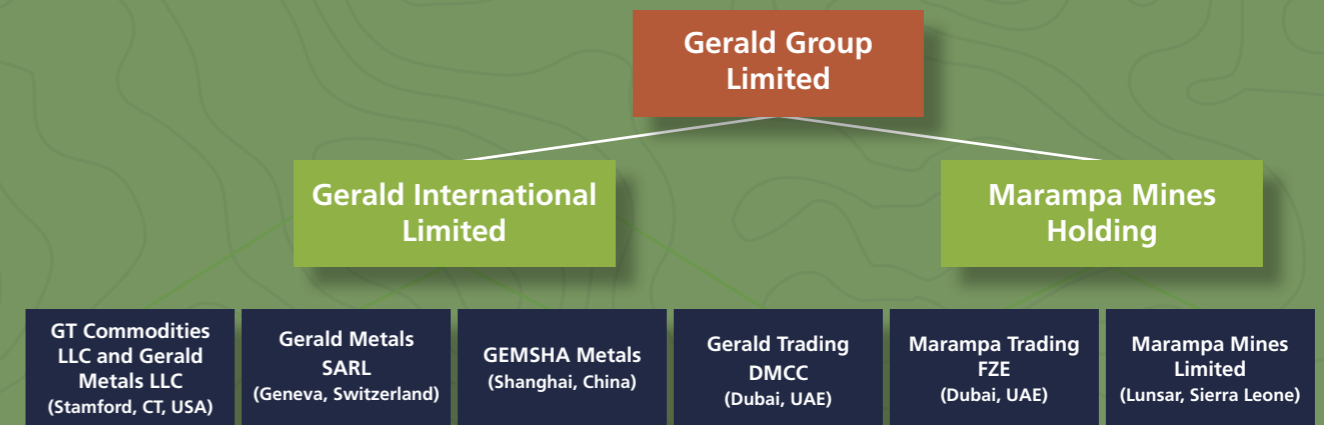 Gerald Group
Limited
Gerald International
Limited
Marampa Mines
Holding
GT Commodities
LLC and Gerald
Metals LLC
(Stamford, CT, USA)
Gerald Metals
SARL
(Geneva, Switzerland)
GEMSHA Metals
(Shanghai, China)
Gerald Trading
DMCC
(Dubai, UAE)
Marampa Trading
FZE
(Dubai, UAE)
Marampa Mines
Limited
(Lunsar, Sierra Leone)